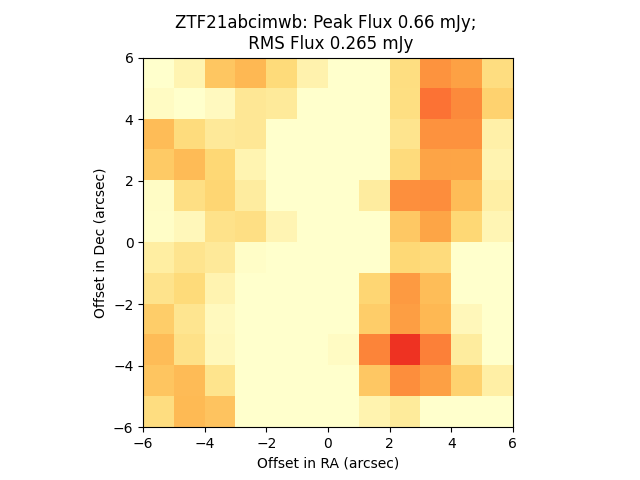 ZTF21abcimwb: Peak Flux 0.66 mJy;
RMS Flux 0.265 mJy
6
4
2
0
−2
−4
−6
Offset in Dec (arcsec)
−6 −4 −2 0 2 4 6
Offset in RA (arcsec)